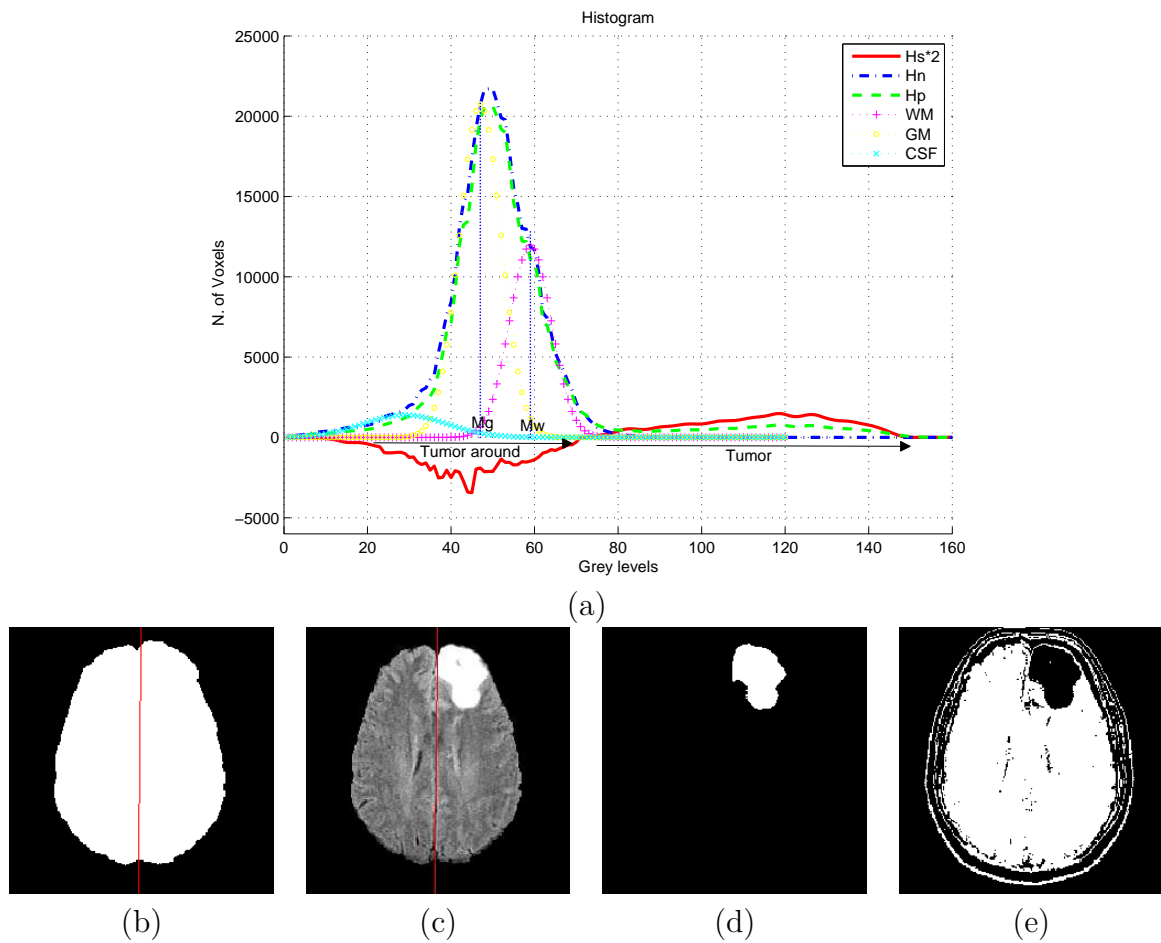 Histogram
25000
20000
15000
10000
5000
0
−5000
N. of Voxels
Hs*2
Hn
Hp
WM
GM
CSF
Mg
Mw
Tumor around
Tumor
0 20 40 60 80 100 120 140 160
Grey levels
(a)
(b) (c) (d) (e)